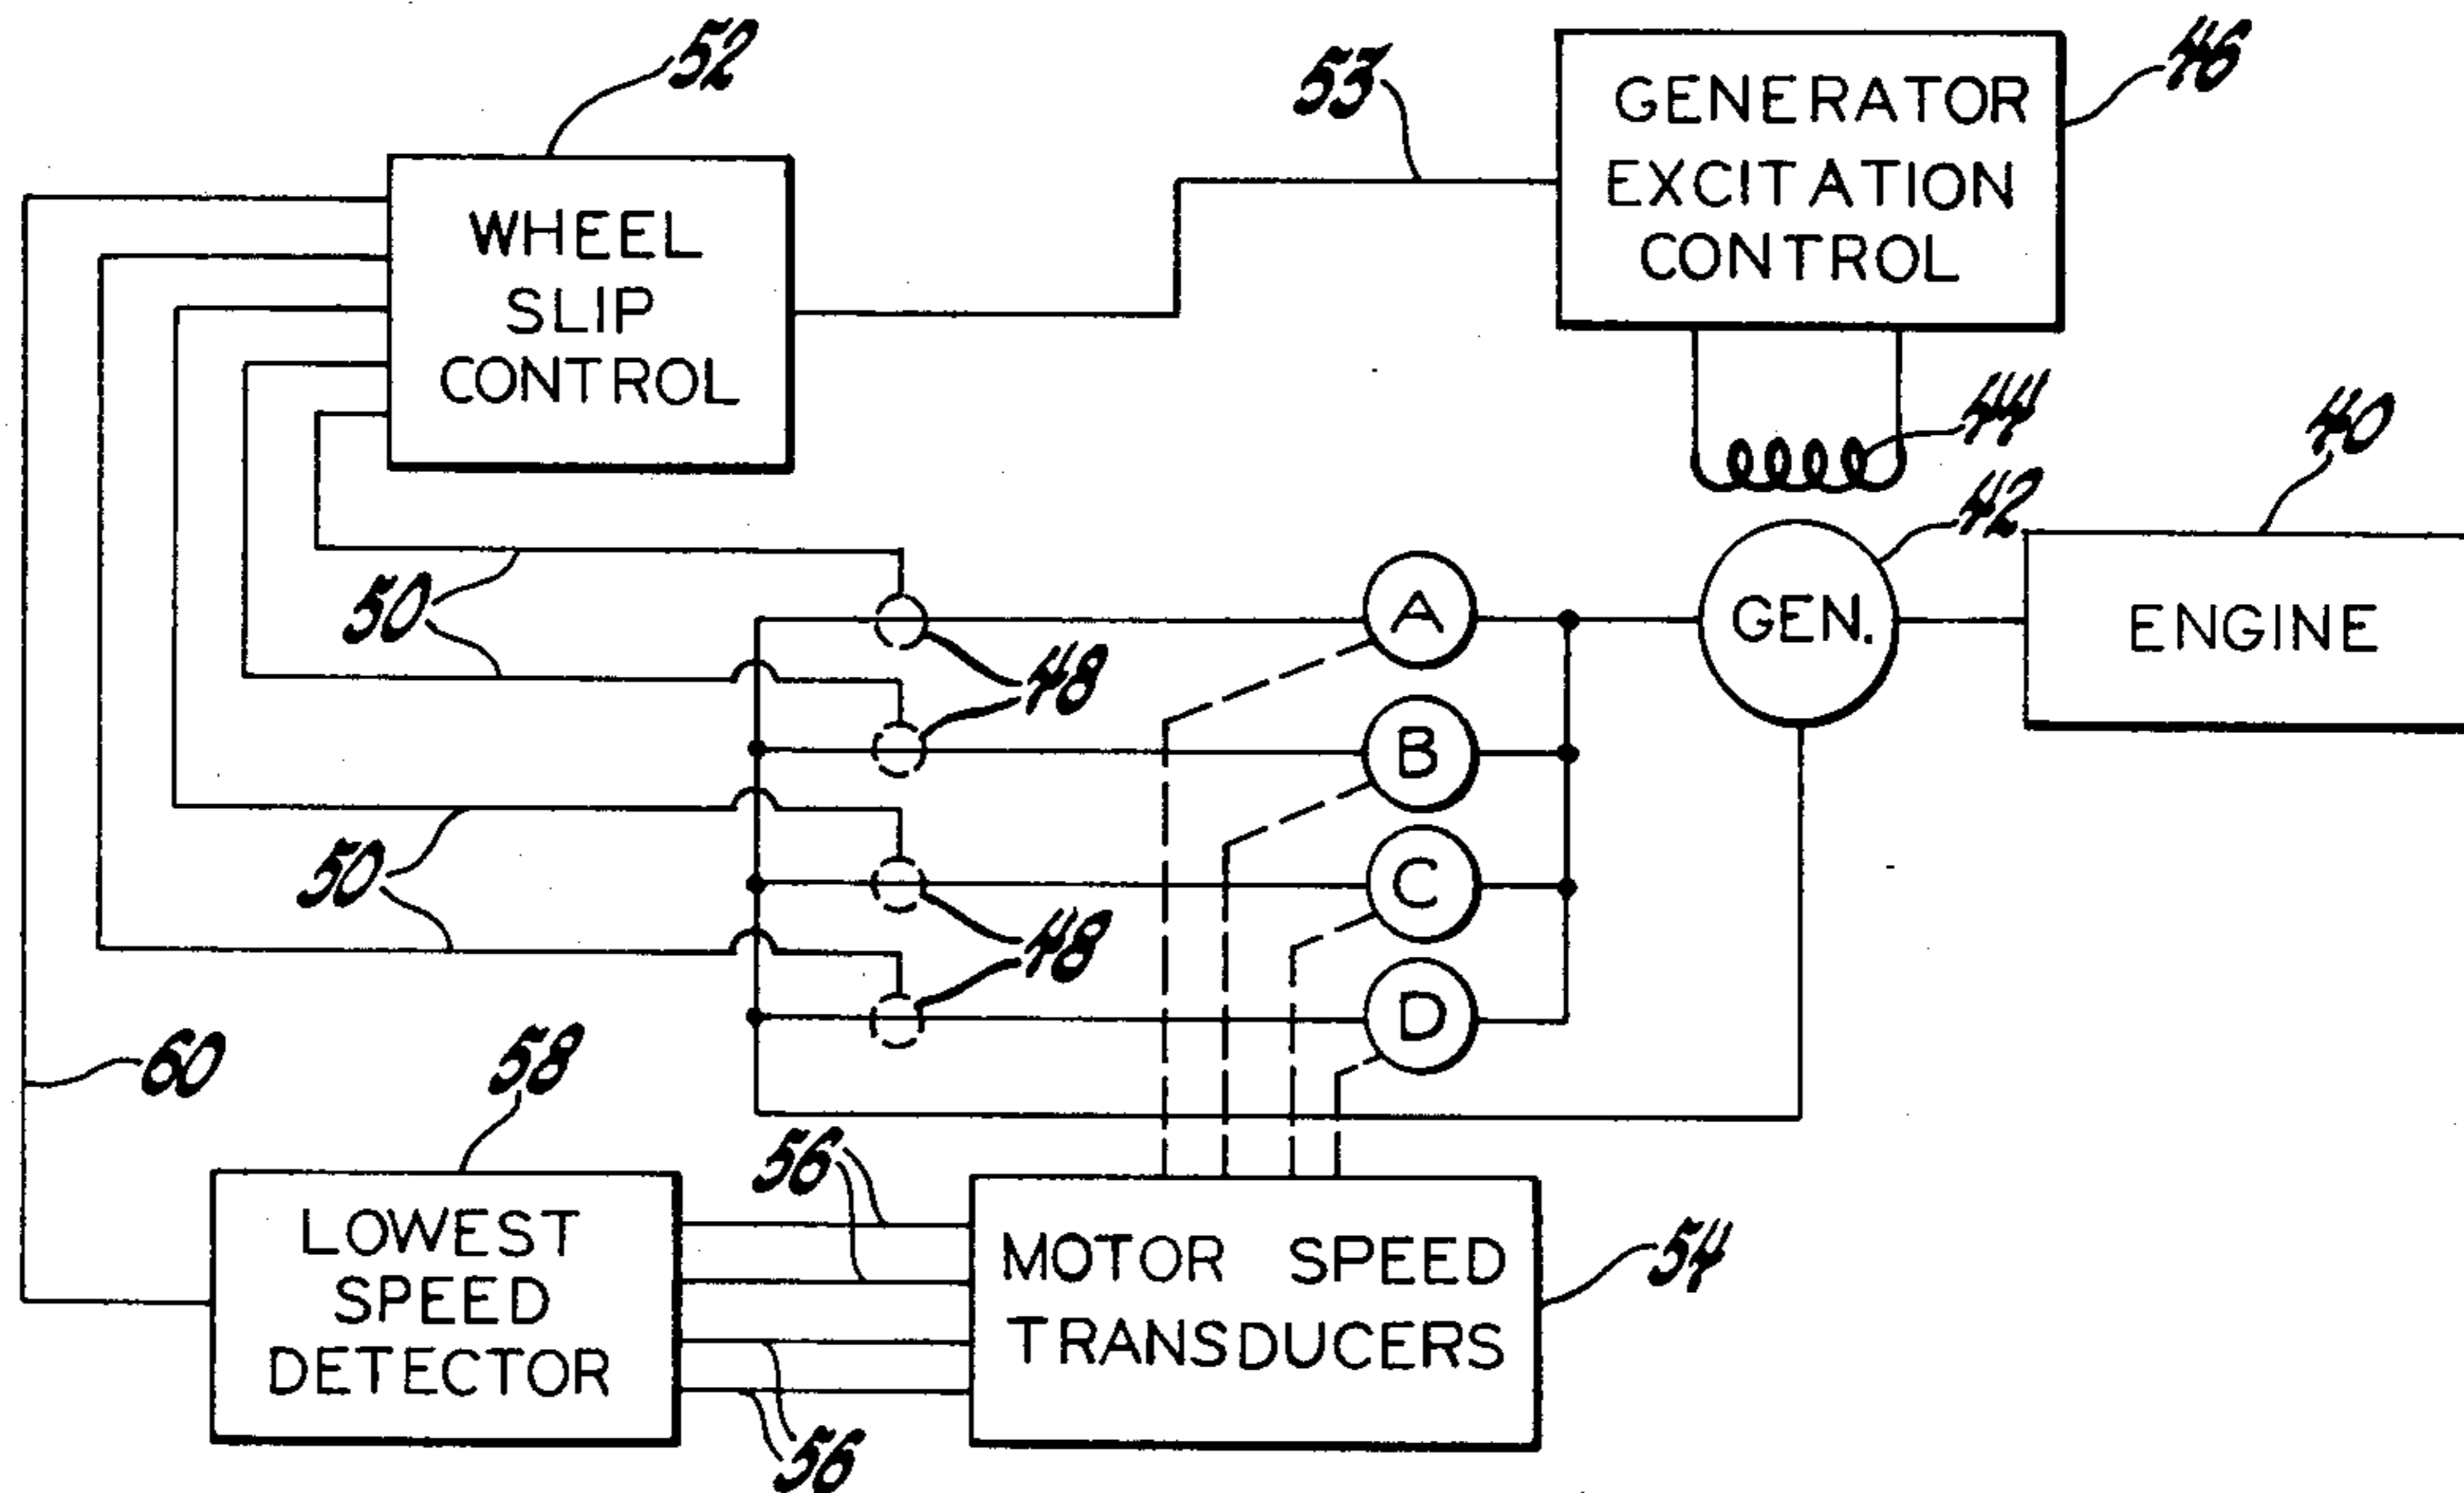 52
53
46
GENERATOR
EXCITATION
CONTROL
WHEEL
SLIP
CONTROL
44
40
42
50
A
GEN.
ENGINE
48
B
50
C
48
D
60
58
56
LOWEST
SPEED
DETECTOR
MOTOR SPEED
TRANSDUCERS
54
56